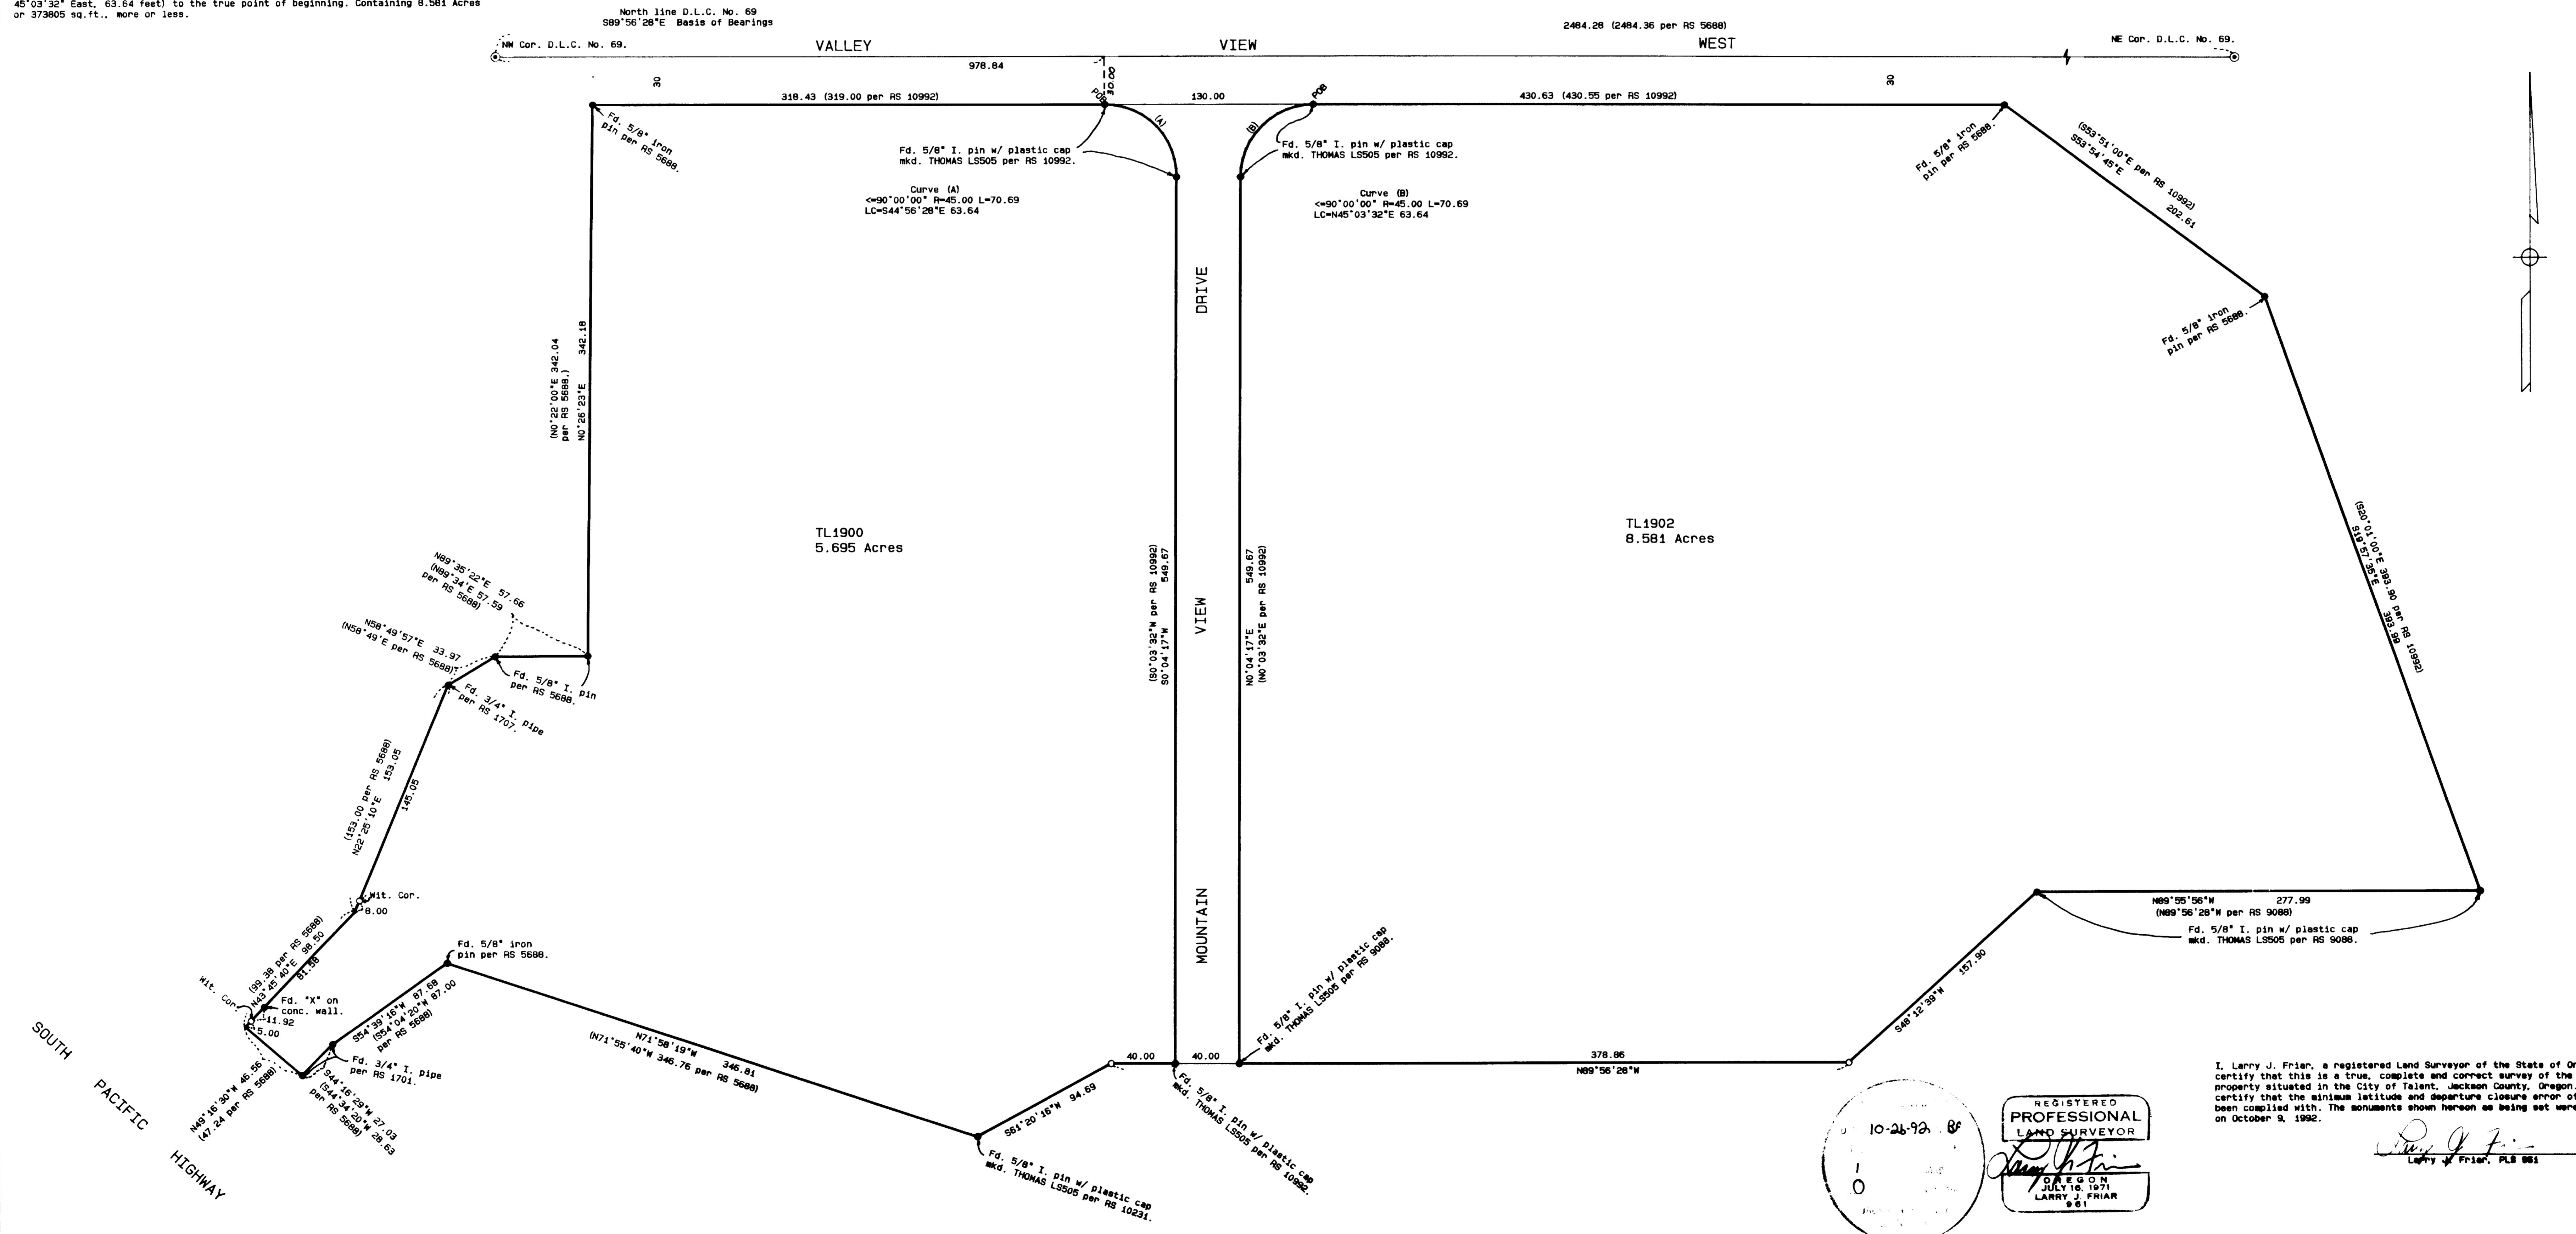 45°03'32" East, 63.64 feet) to the true point of beginning. Containing 8.581 Acres
or 373805 sq.ft., more or less.
North line D.L.C. No. 69
S89°56'28"E Basis of Bearings
2484.28 (2484.36 per RS 5688)
NW Cor. D.L.C. No. 69.
VALLEY
VIEW
WEST
NE Cor. D.L.C. No. 69.
978.84
30
30.00
30
318.43 (319.00 per RS 10992)
POB
130.00
POB
430.63 (430.55 per RS 10992)
Fd. 5/8" iron
pin per RS 5688.
(A)
(B)
Fd. 5/8" I. pin w/ plastic cap
mkd. THOMAS LS505 per RS 10992.
Fd. 5/8" I. pin w/ plastic cap
mkd. THOMAS LS505 per RS 10992.
Fd. 5/8" iron
pin per RS 5688.
(S53°51'00"E per RS 10992)
S53°54'45"E
202.61
Curve (A)
<=90°00'00" R=45.00 L=70.69
LC=S44°56'28"E 63.64
Curve (B)
<=90°00'00" R=45.00 L=70.69
LC=N45°03'32"E 63.64
DRIVE
Fd. 5/8" iron
pin per RS 5688.
(N0°22'00"E 342.04
per RS 5688.)
N0°26'23"E 342.18
TL1900
5.695 Acres
TL1902
8.581 Acres
(S20°01'00"E 393.90 per RS 10992)
S19°57'35"E 393.99
N89°35'22"E 57.66
(N89°34'E 57.59
per RS 5688)
N58°49'57"E 33.97
(N58°49'E per RS 5688)
(S0°03'32"W per RS 10992)
S0°04'17"W 549.67
VIEW
N0°04'17"E 549.67
(N0°03'32"E per RS 10992)
Fd. 5/8" I. pin
per RS 5688.
Fd. 3/4" I. pipe
per RS 1707.
(153.00 per RS 5688)
N22°25'10"E 153.05
145.05
Wit. Cor.
8.00
MOUNTAIN
N89°55'56"W 277.99
(N89°56'28"W per RS 9088)
Fd. 5/8" I. pin w/ plastic cap
mkd. THOMAS LS505 per RS 9088.
(99.38 per RS 5688)
N43°45'40"E 98.50
81.58
Fd. 5/8" iron
pin per RS 5688.
Fd. 5/8" I. pin w/ plastic cap
mkd. THOMAS LS505 per RS 9088.
157.90
S48°12'39"W
Wit. Cor.
Fd. "X" on
conc. wall.
11.92
5.00
S54°39'16"W 87.68
(S54°04'20"W 87.00
per RS 5688)
SOUTH
PACIFIC
HIGHWAY
N71°58'19"W 346.81
(N71°55'40"W 346.76 per RS 5688)
40.00
40.00
378.86
N89°56'28"W
Fd. 3/4" I. pipe
per RS 1701.
N49°16'30"W 46.56
(47.24 per RS 5688)
S44°16'29"W 27.03
(S44°34'20"W 28.63
per RS 5688)
S61°20'16"W 94.69
Fd. 5/8" I. pin w/ plastic cap
mkd. THOMAS LS505 per RS 10992.
Fd. 5/8" I. pin w/ plastic cap
mkd. THOMAS LS505 per RS 10231.
I, Larry J. Friar, a registered Land Surveyor of the State of Or
certify that this is a true, complete and correct survey of the
property situated in the City of Talent, Jackson County, Oregon.
certify that the minimum latitude and departure closure error of
been complied with. The monuments shown hereon as being set were
on October 9, 1992.
Larry J. Friar, PLS 961
10-26-92 BF
REGISTERED
PROFESSIONAL
LAND SURVEYOR
OREGON
JULY 16, 1971
LARRY J. FRIAR
961